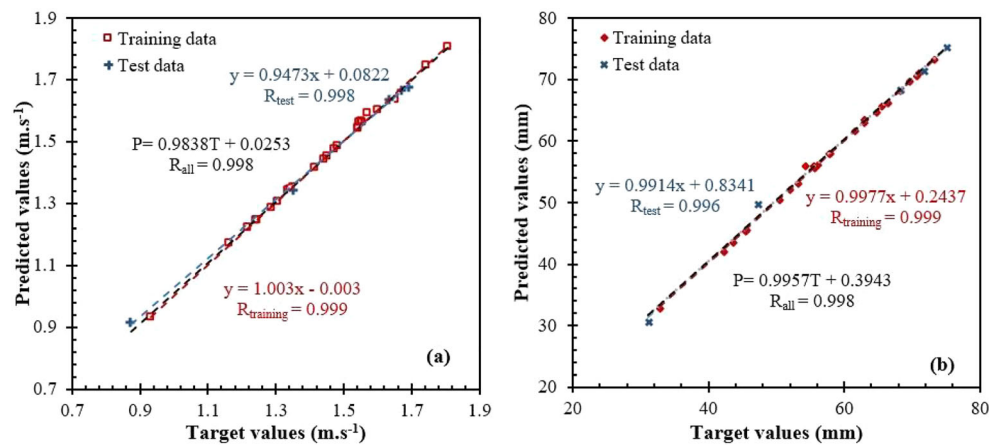 1.9
1.7
1.5
1.3
1.1
0.9
0.7
Predicted values (m.s-1)
Training data
Test data
y = 0.9473x + 0.0822
Rtest = 0.998
P= 0.9838T + 0.0253
Rall = 0.998
y = 1.003x - 0.003
Rtraining = 0.999
(a)
0.7 0.9 1.1 1.3 1.5 1.7 1.9
Target values (m.s-1)
80
70
60
50
40
30
20
Predicted values (mm)
Training data
Test data
y = 0.9914x + 0.8341
Rtest = 0.996
y = 0.9977x + 0.2437
Rtraining = 0.999
P= 0.9957T + 0.3943
Rall = 0.998
(b)
20 40 60 80
Target values (mm)